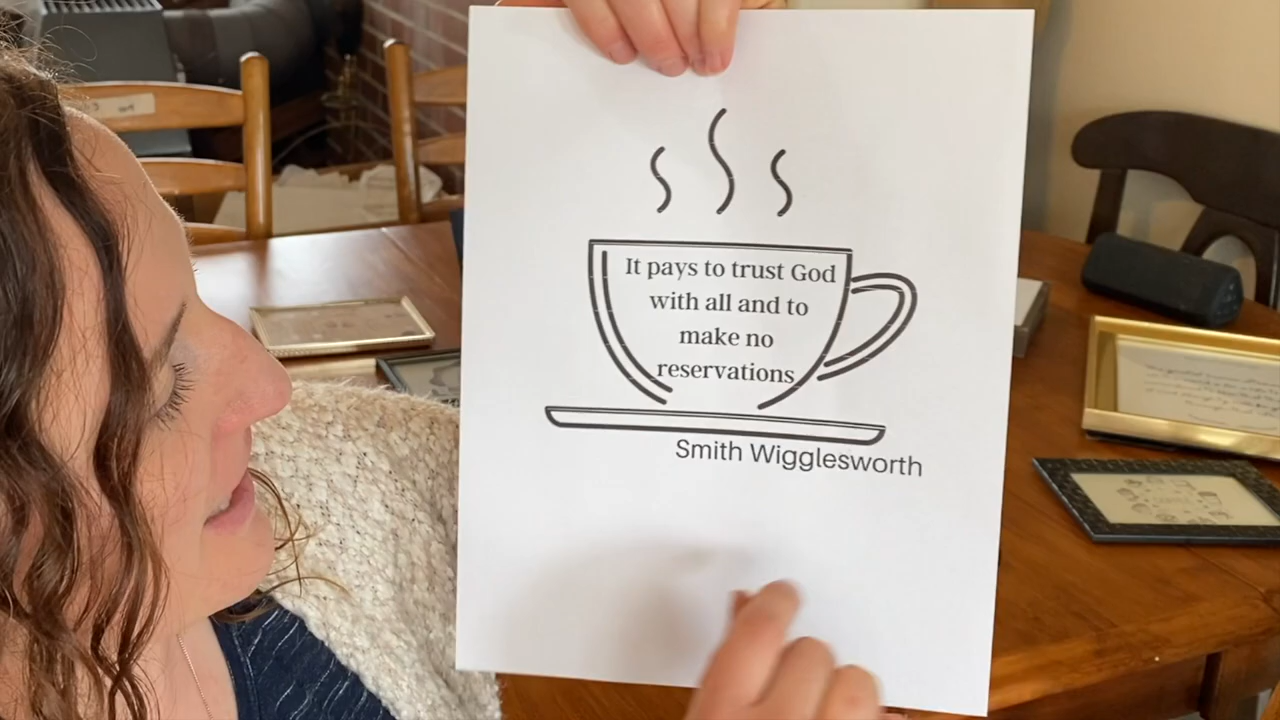 It pays to trust God
with all and to
make no
reservations
Smith Wigglesworth